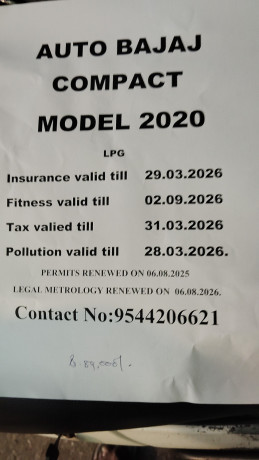 AUTO BAJAJ
COMPACT
MODEL 2020
LPG
Insurance valid till 29.03.2026
Fitness valid till 02.09.2026
Tax valied till 31.03.2026
Pollution valid till 28.03.2026.
PERMITS RENEWED ON 06.08.2025
LEGAL METROLOGY RENEWED ON 06.08.2026.
Contact No:9544206621